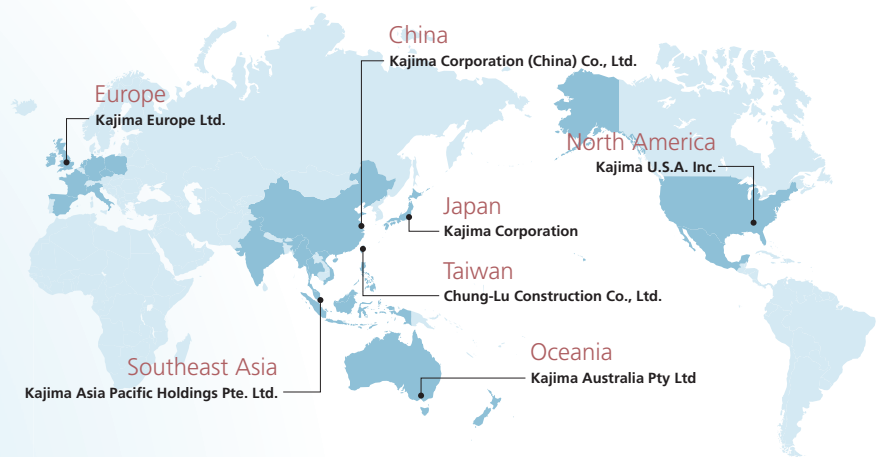 China
Kajima Corporation (China) Co., Ltd.
Europe
Kajima Europe Ltd.
North America
Kajima U.S.A. Inc.
Japan
Kajima Corporation
Taiwan
Chung-Lu Construction Co., Ltd.
Oceania
Kajima Australia Pty Ltd
Southeast Asia
Kajima Asia Pacific Holdings Pte. Ltd.